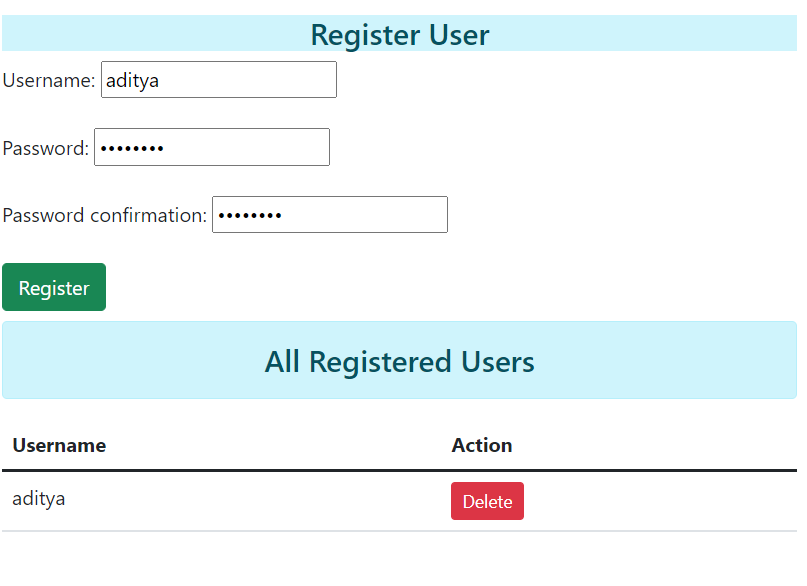 Register User
Username: aditya
Password: ••••••••
Password confirmation: ••••••••
Register
All Registered Users
Username Action
aditya Delete